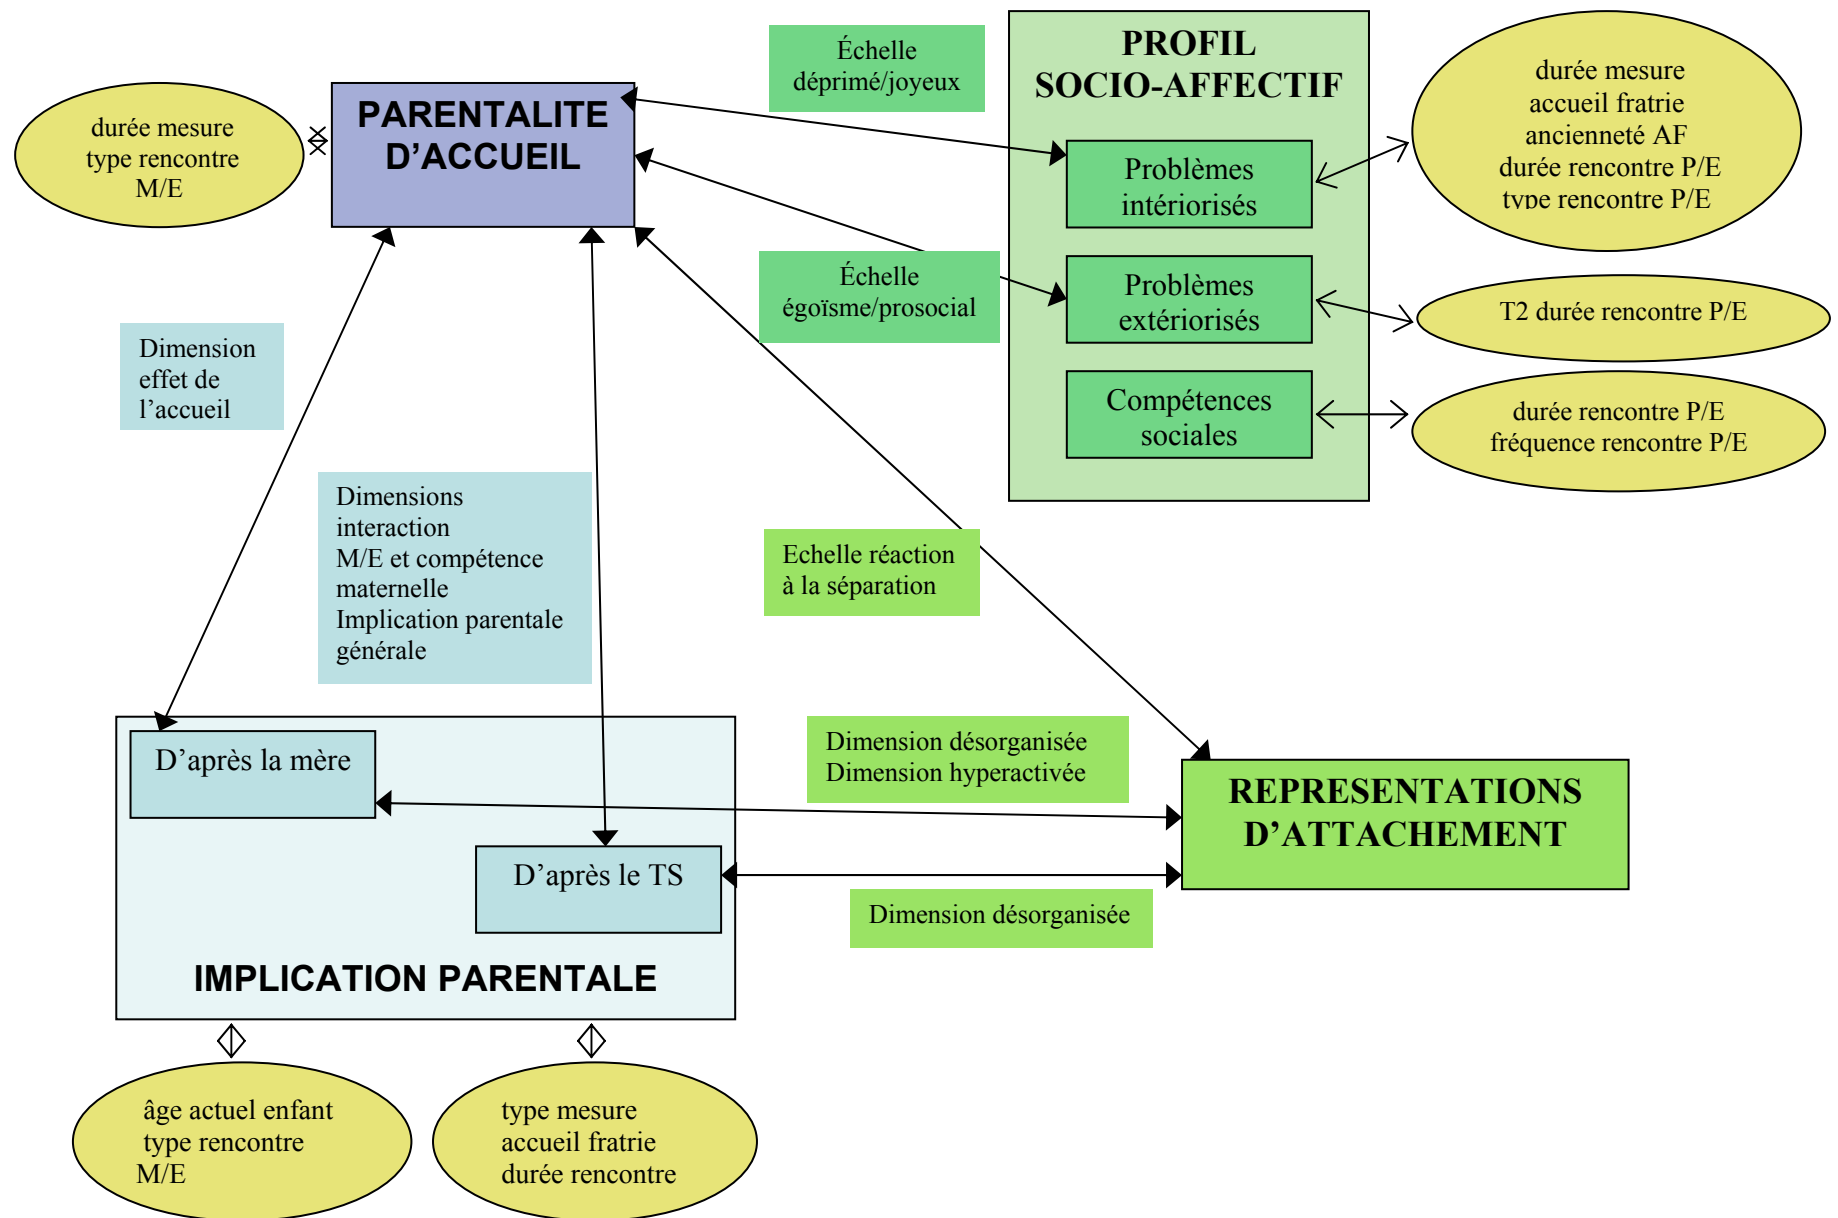 Échelle
déprimé/joyeux
PROFIL
SOCIO-AFFECTIF
durée mesure
accueil fratrie
ancienneté AF
durée rencontre P/E
type rencontre P/E
durée mesure
type rencontre
M/E
PARENTALITE
D’ACCUEIL
Problèmes
intériorisés
Échelle
égoïsme/prosocial
Problèmes
extériorisés
T2 durée rencontre P/E
Dimension
effet de
l’accueil
Compétences
sociales
durée rencontre P/E
fréquence rencontre P/E
Dimensions
interaction
M/E et compétence
maternelle
Implication parentale
générale
Echelle réaction
à la séparation
D’après la mère
Dimension désorganisée
Dimension hyperactivée
REPRESENTATIONS
D’ATTACHEMENT
D’après le TS
Dimension désorganisée
IMPLICATION PARENTALE
âge actuel enfant
type rencontre
M/E
type mesure
accueil fratrie
durée rencontre